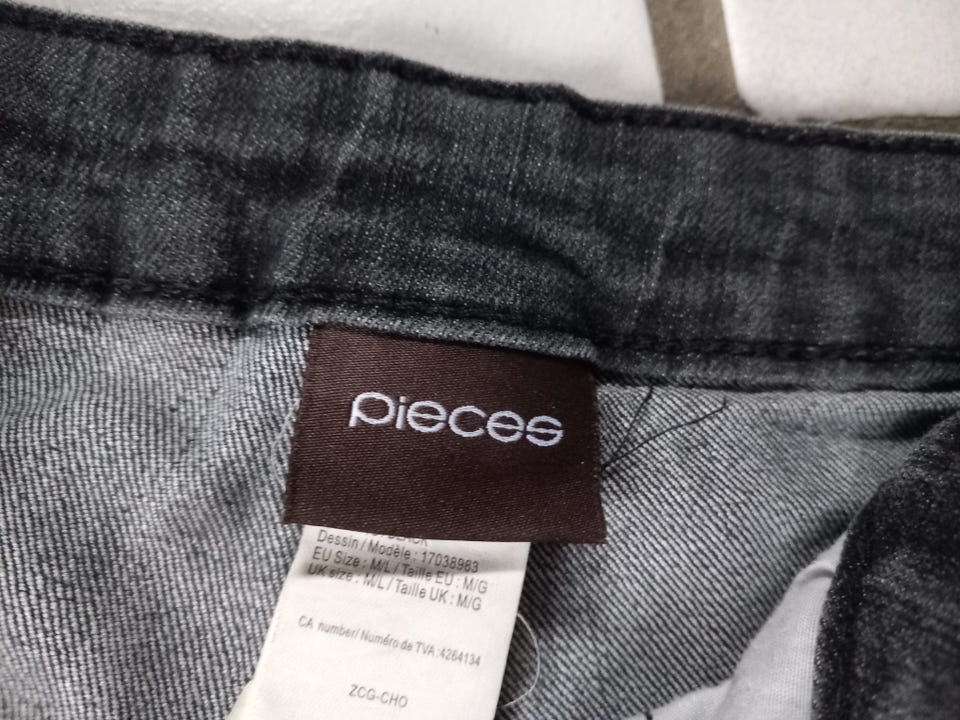 pieces
BLACK
Dessin / Modèle : 17038983
EU Size : M/L / Taille EU : M/G
UK size : M/L / Taille UK : M/G
CA number/ Numéro de TVA :4264134
ZCG-CHO